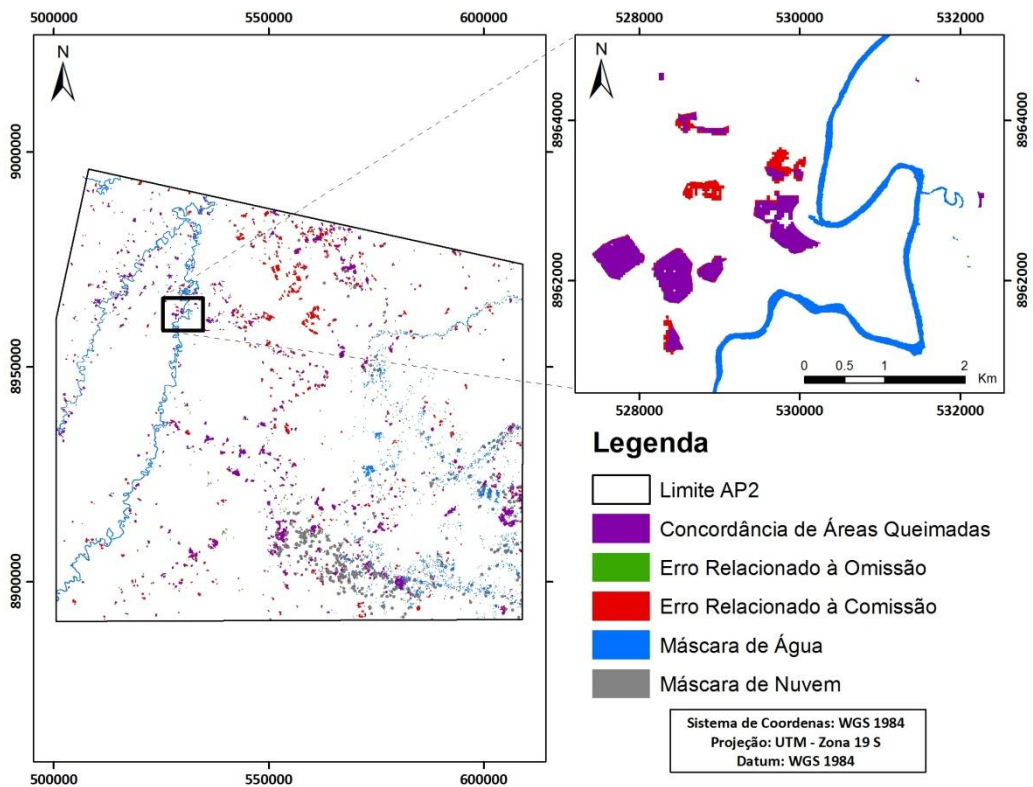 500000 550000 600000
N
9000000
8950000
8900000
500000 550000 600000
528000 530000 532000
N
8964000
8962000
8964000
8962000
0 0.5 1 2
Km
528000 530000 532000
Legenda
Limite AP2
Concordância de Áreas Queimadas
Erro Relacionado à Omissão
Erro Relacionado à Comissão
Máscara de Água
Máscara de Nuvem
Sistema de Coordenas: WGS 1984
Projeção: UTM - Zona 19 S
Datum: WGS 1984